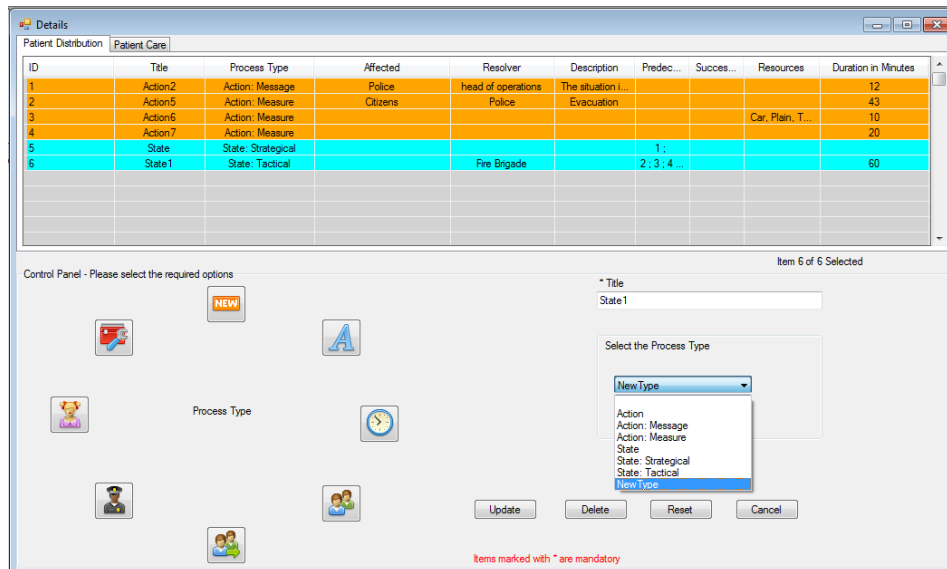 Details
Patient Distribution Patient Care
ID Title Process Type Affected Resolver Description Predec... Succes... Resources Duration in Minutes
1 Action2 Action: Message Police head of operations The situation i... 12
2 Action5 Action: Measure Citizens Police Evacuation 43
3 Action6 Action: Measure Car, Plain, T... 10
4 Action7 Action: Measure 20
5 State State: Strategical 1 ;
6 State1 State: Tactical Fire Brigade 2 ; 3 ; 4 ... 60
Item 6 of 6 Selected
Control Panel - Please select the required options
* Title
NEW
State1
A
Select the Process Type
NewType
Process Type
Action
Action: Message
Action: Measure
State
State: Strategical
State: Tactical
NewType
Update Delete Reset Cancel
Items marked with * are mandatory